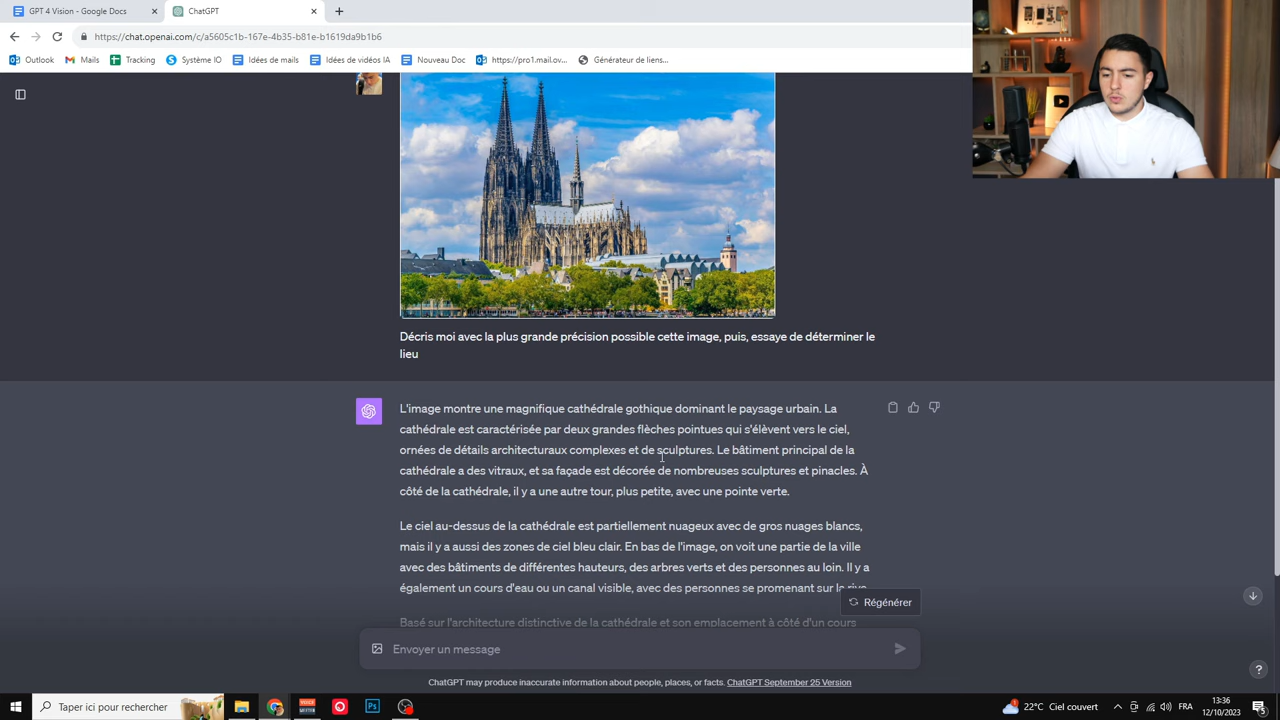 GPT 4 Vision - Google Docs
ChatGPT
https://chat.openai.com/c/a5605c1b-167e-4b35-b81e-b1619da9b1b6
Outlook
Mails
Tracking
Système IO
Idées de mails
Idées de vidéos IA
Nouveau Doc
https://pro1.mail.ov...
Générateur de liens...
Décris moi avec la plus grande précision possible cette image, puis, essaye de déterminer le
lieu
L'image montre une magnifique cathédrale gothique dominant le paysage urbain. La
cathédrale est caractérisée par deux grandes flèches pointues qui s'élèvent vers le ciel,
ornées de détails architecturaux complexes et de sculptures. Le bâtiment principal de la
cathédrale a des vitraux, et sa façade est décorée de nombreuses sculptures et pinacles. À
côté de la cathédrale, il y a une autre tour, plus petite, avec une pointe verte.
Le ciel au-dessus de la cathédrale est partiellement nuageux avec de gros nuages blancs,
mais il y a aussi des zones de ciel bleu clair. En bas de l'image, on voit une partie de la ville
avec des bâtiments de différentes hauteurs, des arbres verts et des personnes au loin. Il y a
également un cours d'eau ou un canal visible, avec des personnes se promenant sur la rive.
Régénérer
Basé sur l'architecture distinctive de la cathédrale et son emplacement à côté d'un cours
Envoyer un message
ChatGPT may produce inaccurate information about people, places, or facts. ChatGPT September 25 Version
?
Taper ici pour rechercher
Ps
22°C Ciel couvert
FRA
13:36
12/10/2023